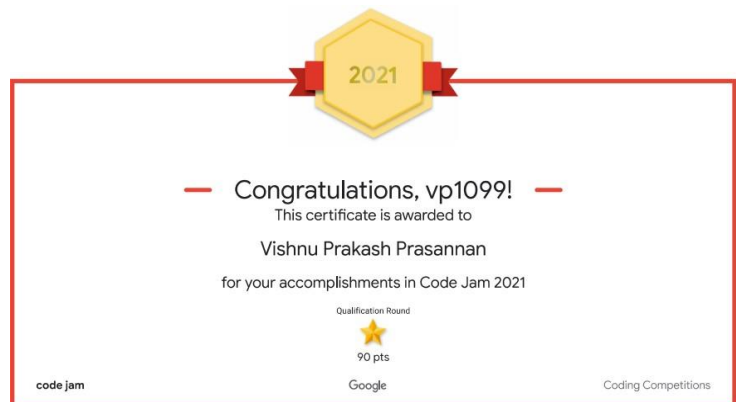 2021
Congratulations, vp1099!
This certificate is awarded to
Vishnu Prakash Prasannan
for your accomplishments in Code Jam 2021
Qualification Round
90 pts
code jam Google Coding Competitions